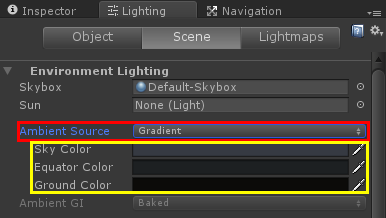 Inspector Lighting Navigation
Object Scene Lightmaps
Environment Lighting
Skybox Default-Skybox
Sun None (Light)
Ambient Source Gradient
Sky Color
Equator Color
Ground Color
Ambient GI Baked